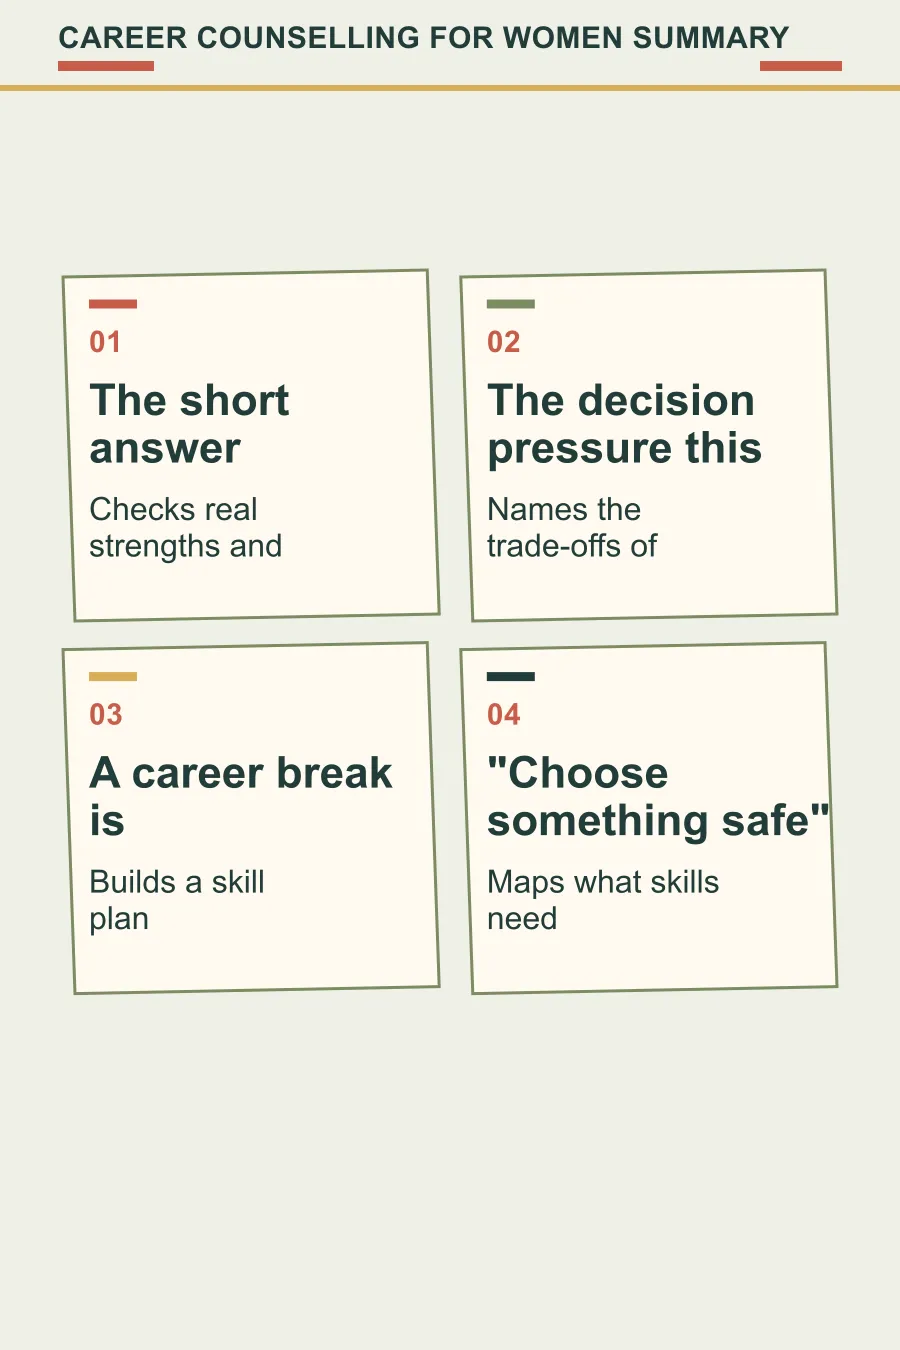 CAREER COUNSELLING FOR WOMEN SUMMARY
01
The short
answer
Checks real
strengths and
02
The decision
pressure this
Names the
trade-offs of
03
A career break
is
Builds a skill
plan
04
"Choose
something safe"
Maps what skills
need